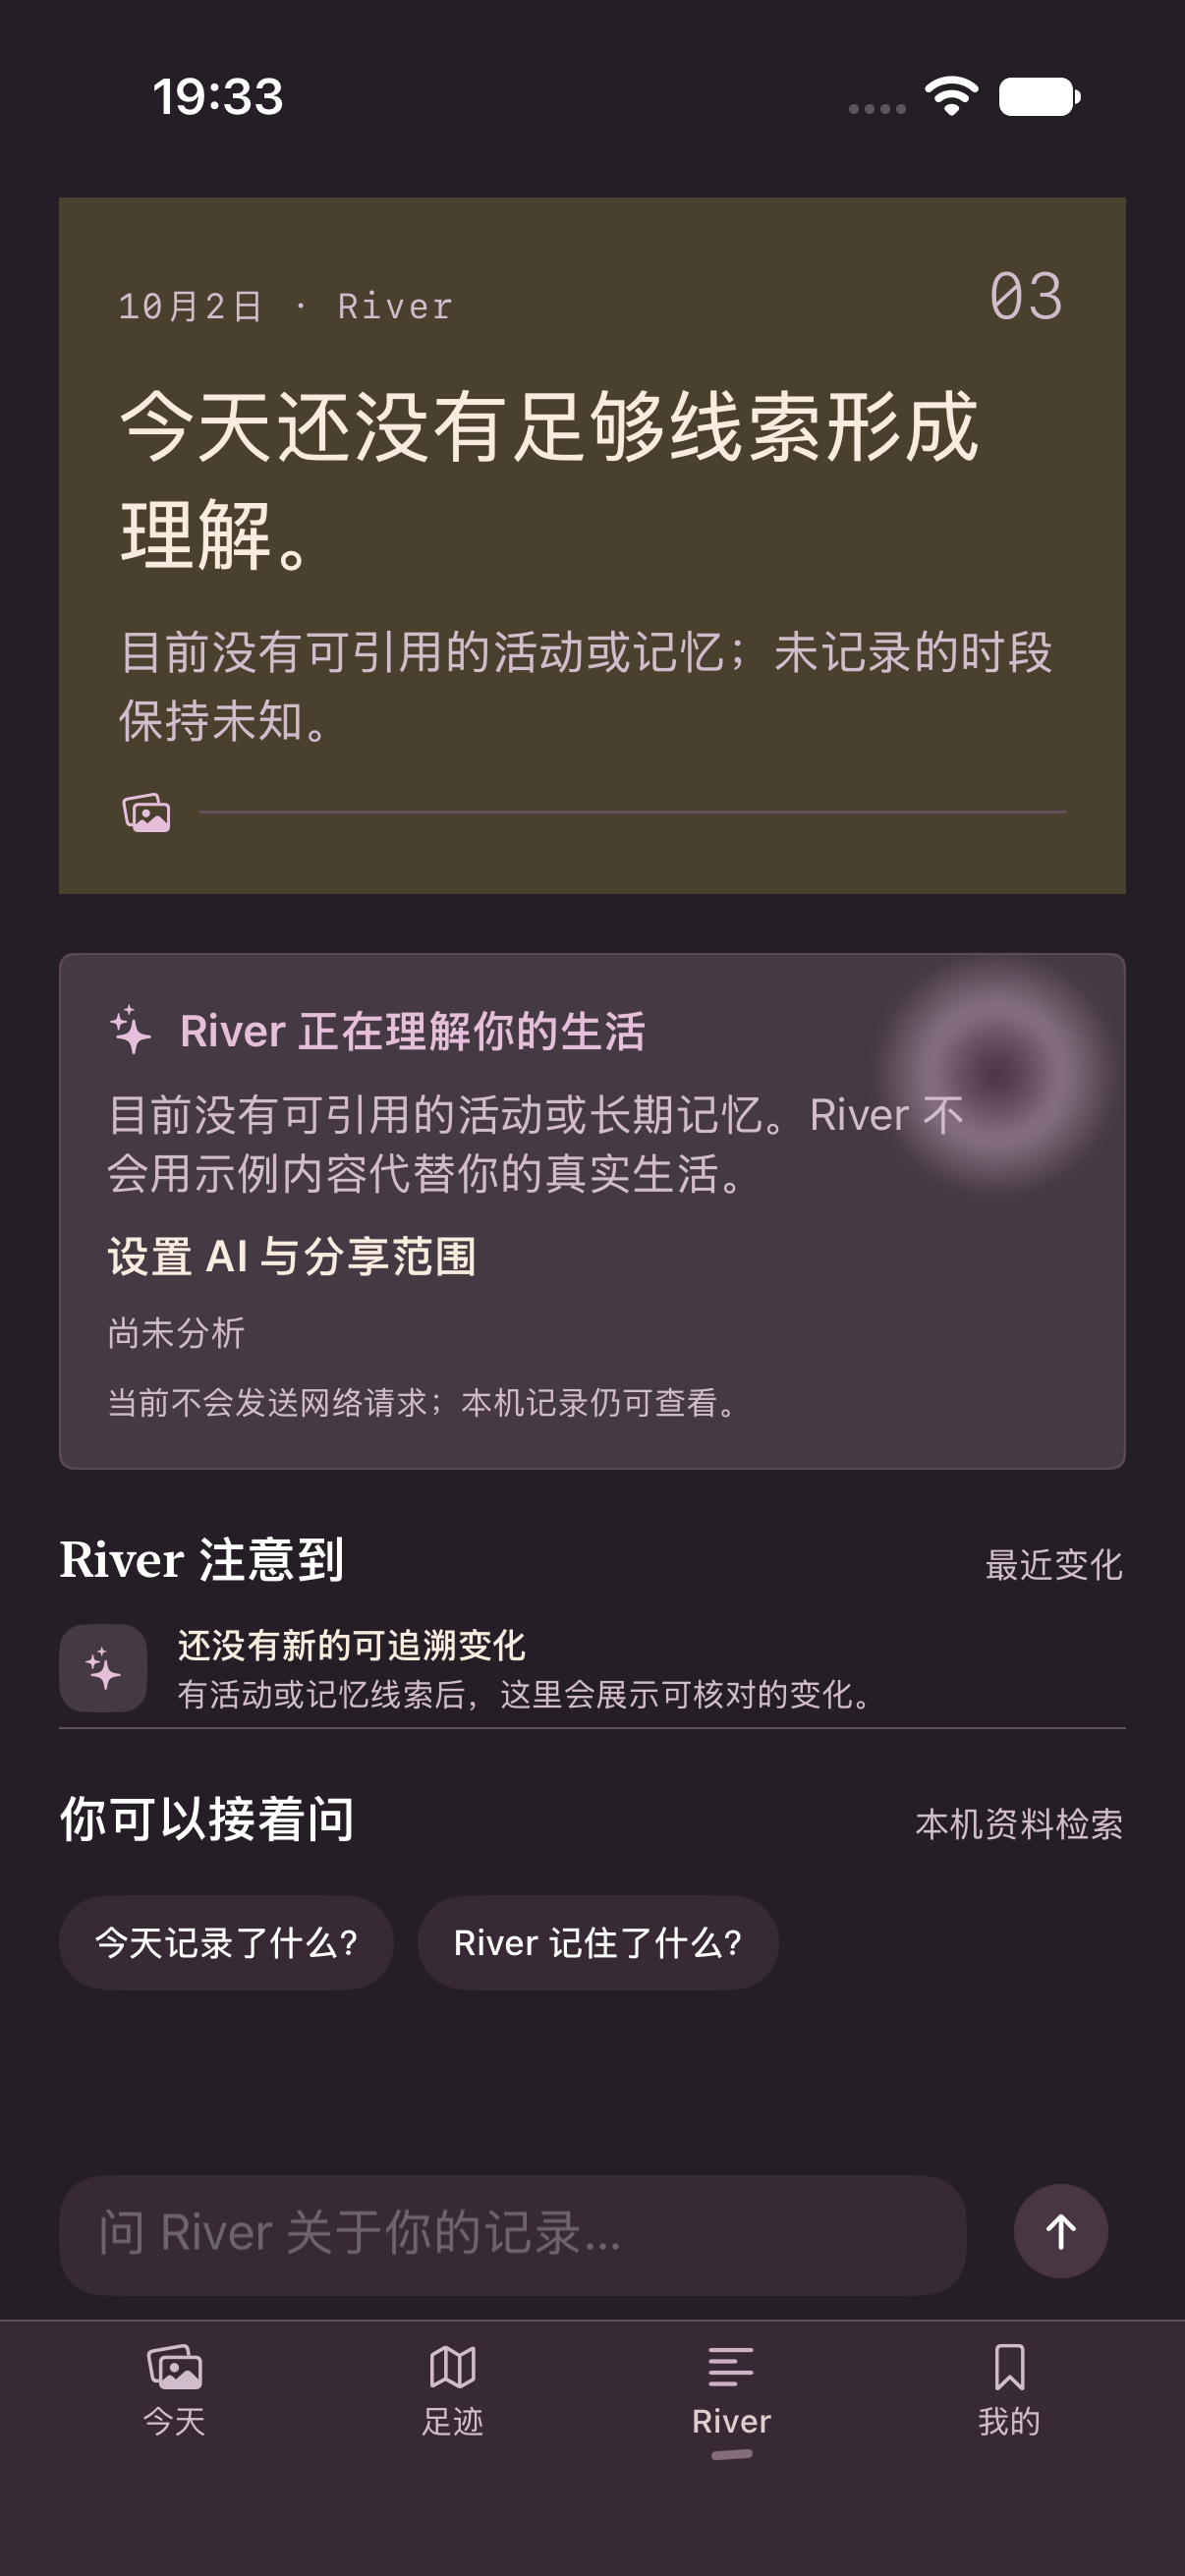 19:33
10月2日 · River
03
今天还没有足够线索形成
理解。
目前没有可引用的活动或记忆；未记录的时段
保持未知。
River 正在理解你的生活
目前没有可引用的活动或长期记忆。River 不
会用示例内容代替你的真实生活。
设置 AI 与分享范围
尚未分析
当前不会发送网络请求；本机记录仍可查看。
River 注意到
最近变化
还没有新的可追溯变化
有活动或记忆线索后，这里会展示可核对的变化。
你可以接着问
本机资料检索
今天记录了什么？
River 记住了什么？
问 River 关于你的记录...
今天
足迹
River
我的